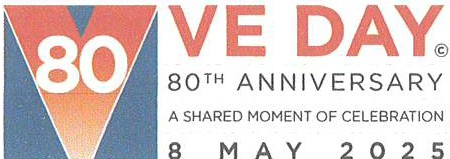 80
VE DAY©
80TH ANNIVERSARY
A SHARED MOMENT OF CELEBRATION
8 MAY 2025